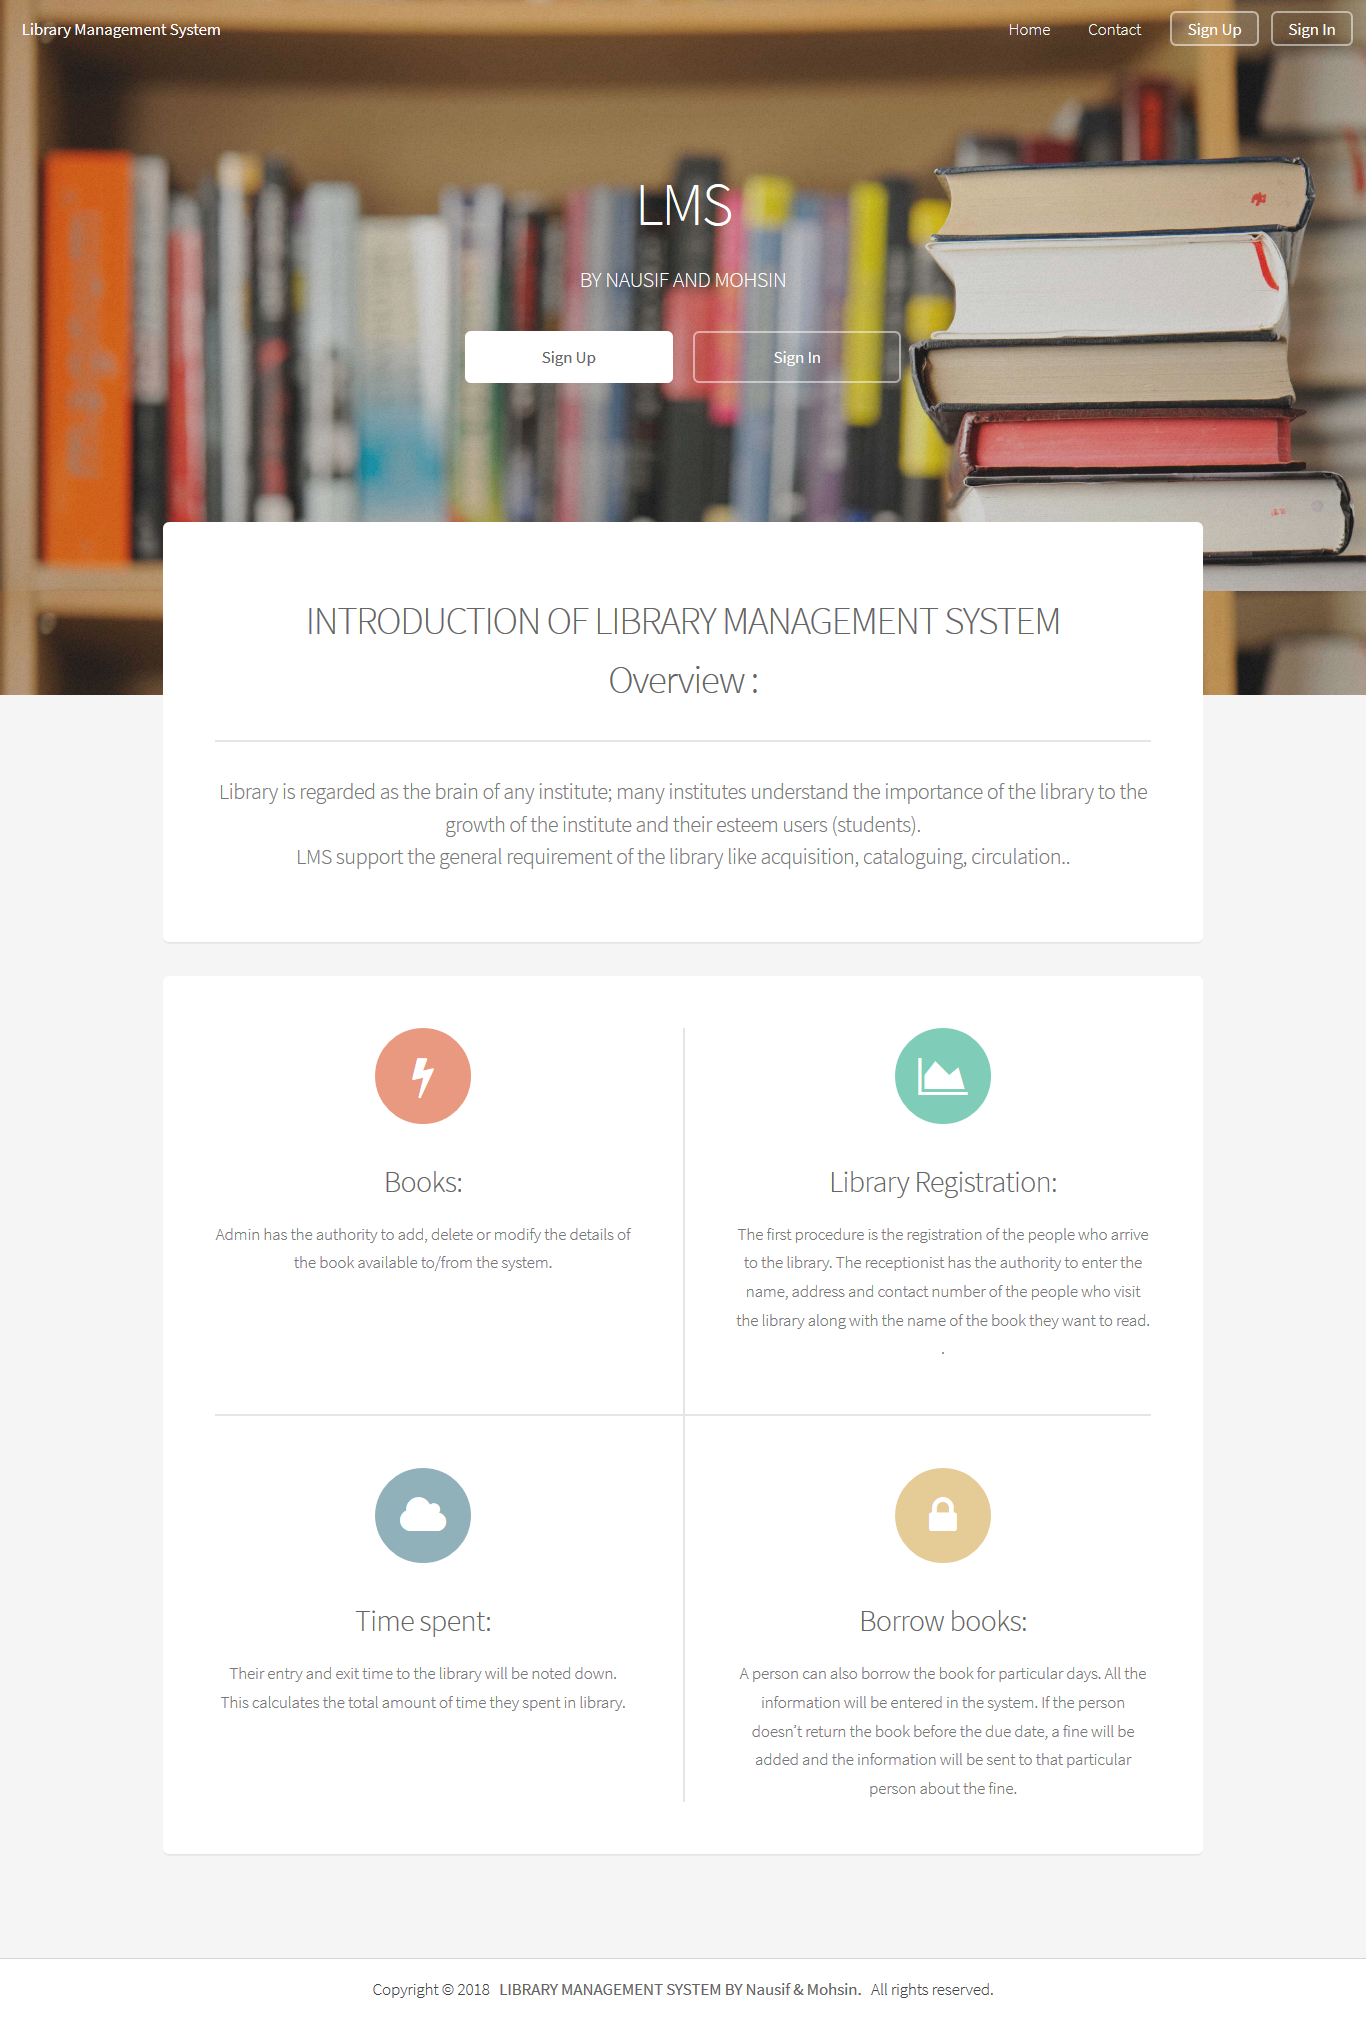 Library Management System
Home
Contact
Sign Up
Sign In
LMS
BY NAUSIF AND MOHSIN
Sign Up
Sign In
INTRODUCTION OF LIBRARY MANAGEMENT SYSTEM
Overview :
Library is regarded as the brain of any institute; many institutes understand the importance of the library to the
growth of the institute and their esteem users (students).
LMS support the general requirement of the library like acquisition, cataloguing, circulation..
Books:
Admin has the authority to add, delete or modify the details of
the book available to/from the system.
Library Registration:
The first procedure is the registration of the people who arrive
to the library. The receptionist has the authority to enter the
name, address and contact number of the people who visit
the library along with the name of the book they want to read.
.
Time spent:
Their entry and exit time to the library will be noted down.
This calculates the total amount of time they spent in library.
Borrow books:
A person can also borrow the book for particular days. All the
information will be entered in the system. If the person
doesn’t return the book before the due date, a fine will be
added and the information will be sent to that particular
person about the fine.
Copyright © 2018 LIBRARY MANAGEMENT SYSTEM BY Nausif & Mohsin. All rights reserved.